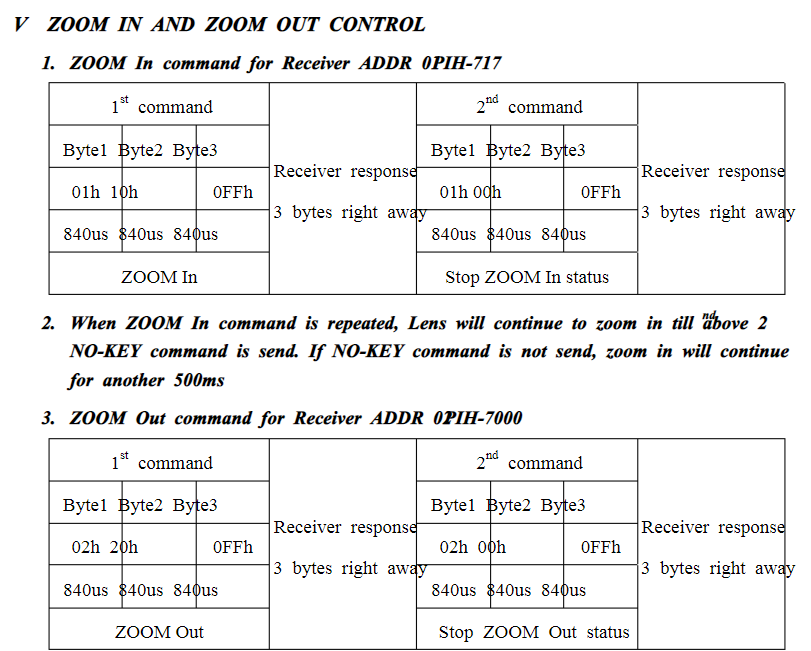 V ZOOM IN AND ZOOM OUT CONTROL
1. ZOOM In command for Receiver ADDR 01 PIH-717
1st command 2nd command
Byte1 Byte2 Byte3 Receiver response Byte1 Byte2 Byte3 Receiver response
01h 10h 0FFh 3 bytes right away 01h 00h 0FFh 3 bytes right away
840us 840us 840us 840us 840us 840us
ZOOM In Stop ZOOM In status
2. When ZOOM In command is repeated, Lens will continue to zoom in till above 2nd
NO-KEY command is send. If NO-KEY command is not send, zoom in will continue
for another 500ms
3. ZOOM Out command for Receiver ADDR 02 PIH-7000
1st command 2nd command
Byte1 Byte2 Byte3 Receiver response Byte1 Byte2 Byte3 Receiver response
02h 20h 0FFh 3 bytes right away 02h 00h 0FFh 3 bytes right away
840us 840us 840us 840us 840us 840us
ZOOM Out Stop ZOOM Out status